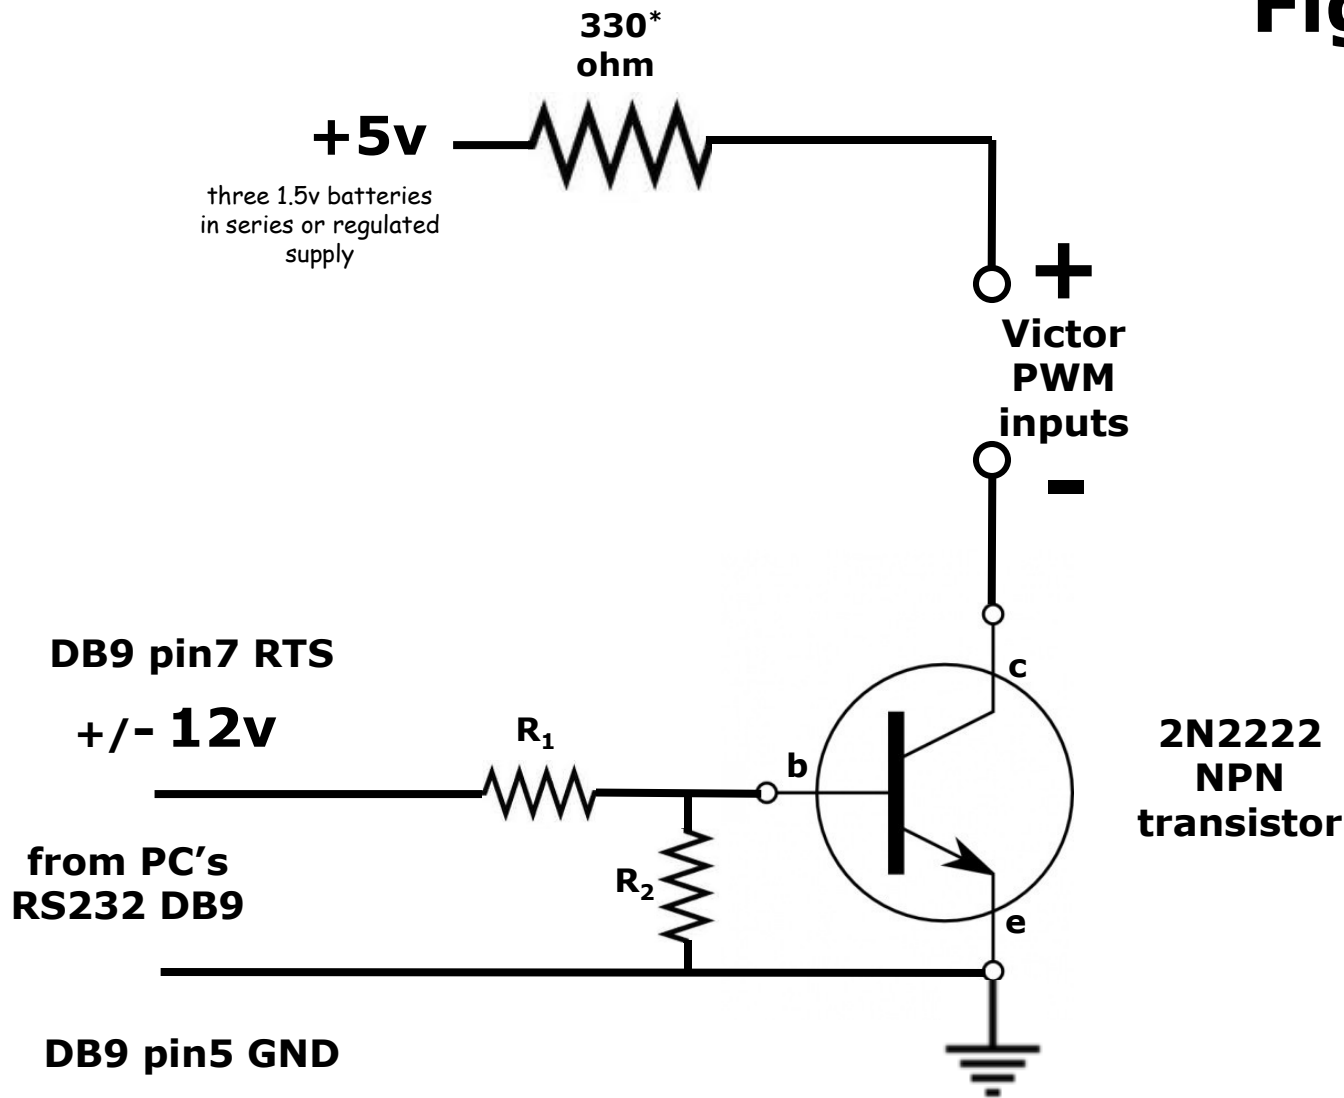 Fig
330*
ohm
+5v
three 1.5v batteries
in series or regulated
supply
+
Victor
PWM
inputs
-
DB9 pin7 RTS
+/- 12v
R1
b
c
2N2222
NPN
transistor
from PC’s
RS232 DB9
R2
e
DB9 pin5 GND